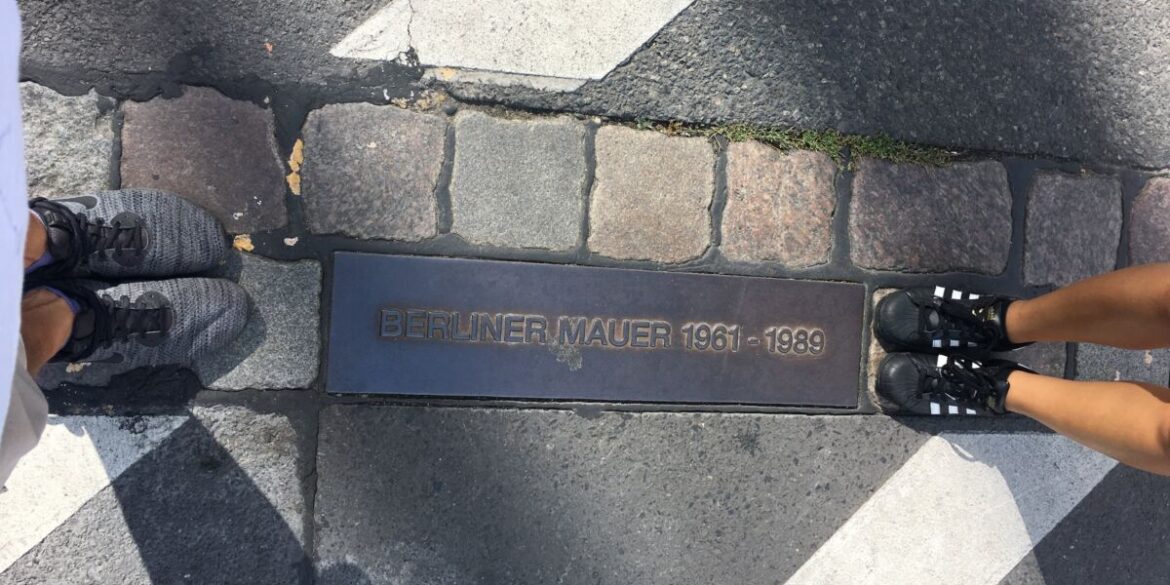 BERLINER MAUER 1961 - 1989